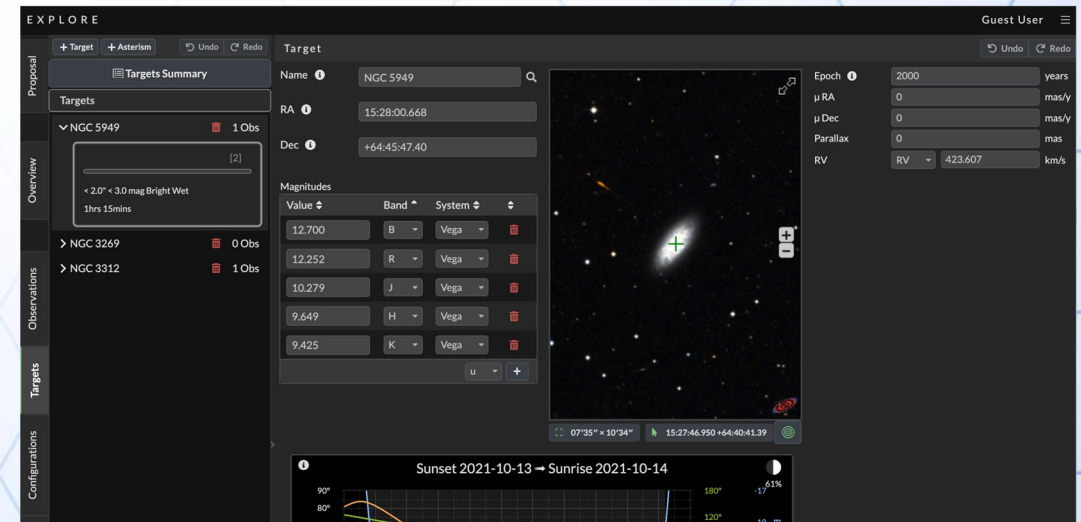 EXPLORE
Guest User
+ Target + Asterism Undo Redo
Target
Undo Redo
Proposal
Overview
Observations
Targets
Configurations
Targets Summary
Targets
NGC 5949 1 Obs
[2]
< 2.0" < 3.0 mag Bright Wet
1hrs 15mins
NGC 3269 0 Obs
NGC 3312 1 Obs
Name NGC 5949
RA 15:28:00.668
Dec +64:45:47.40
Magnitudes
Value Band System
12.700 B Vega
12.252 R Vega
10.279 J Vega
9.649 H Vega
9.425 K Vega
u +
+
−
07'35" × 10'34" 15:27:46.950 +64:40:41.39
Epoch 2000 years
μ RA 0 mas/y
μ Dec 0 mas/y
Parallax 0 mas
RV RV 423.607 km/s
Sunset 2021-10-13 → Sunrise 2021-10-14
61%
90° 180° -17
80°
120°